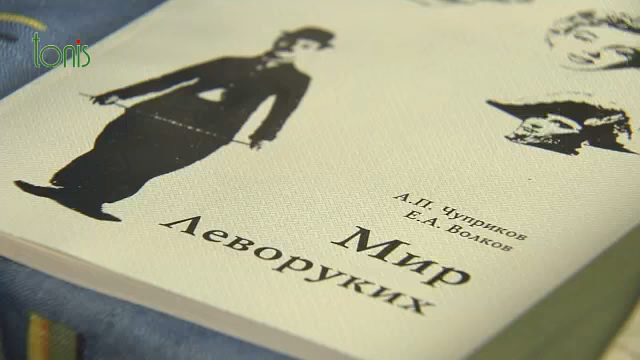 tonis
А.П. Чуприков
Е.А. Волков
Мир
Леворуких